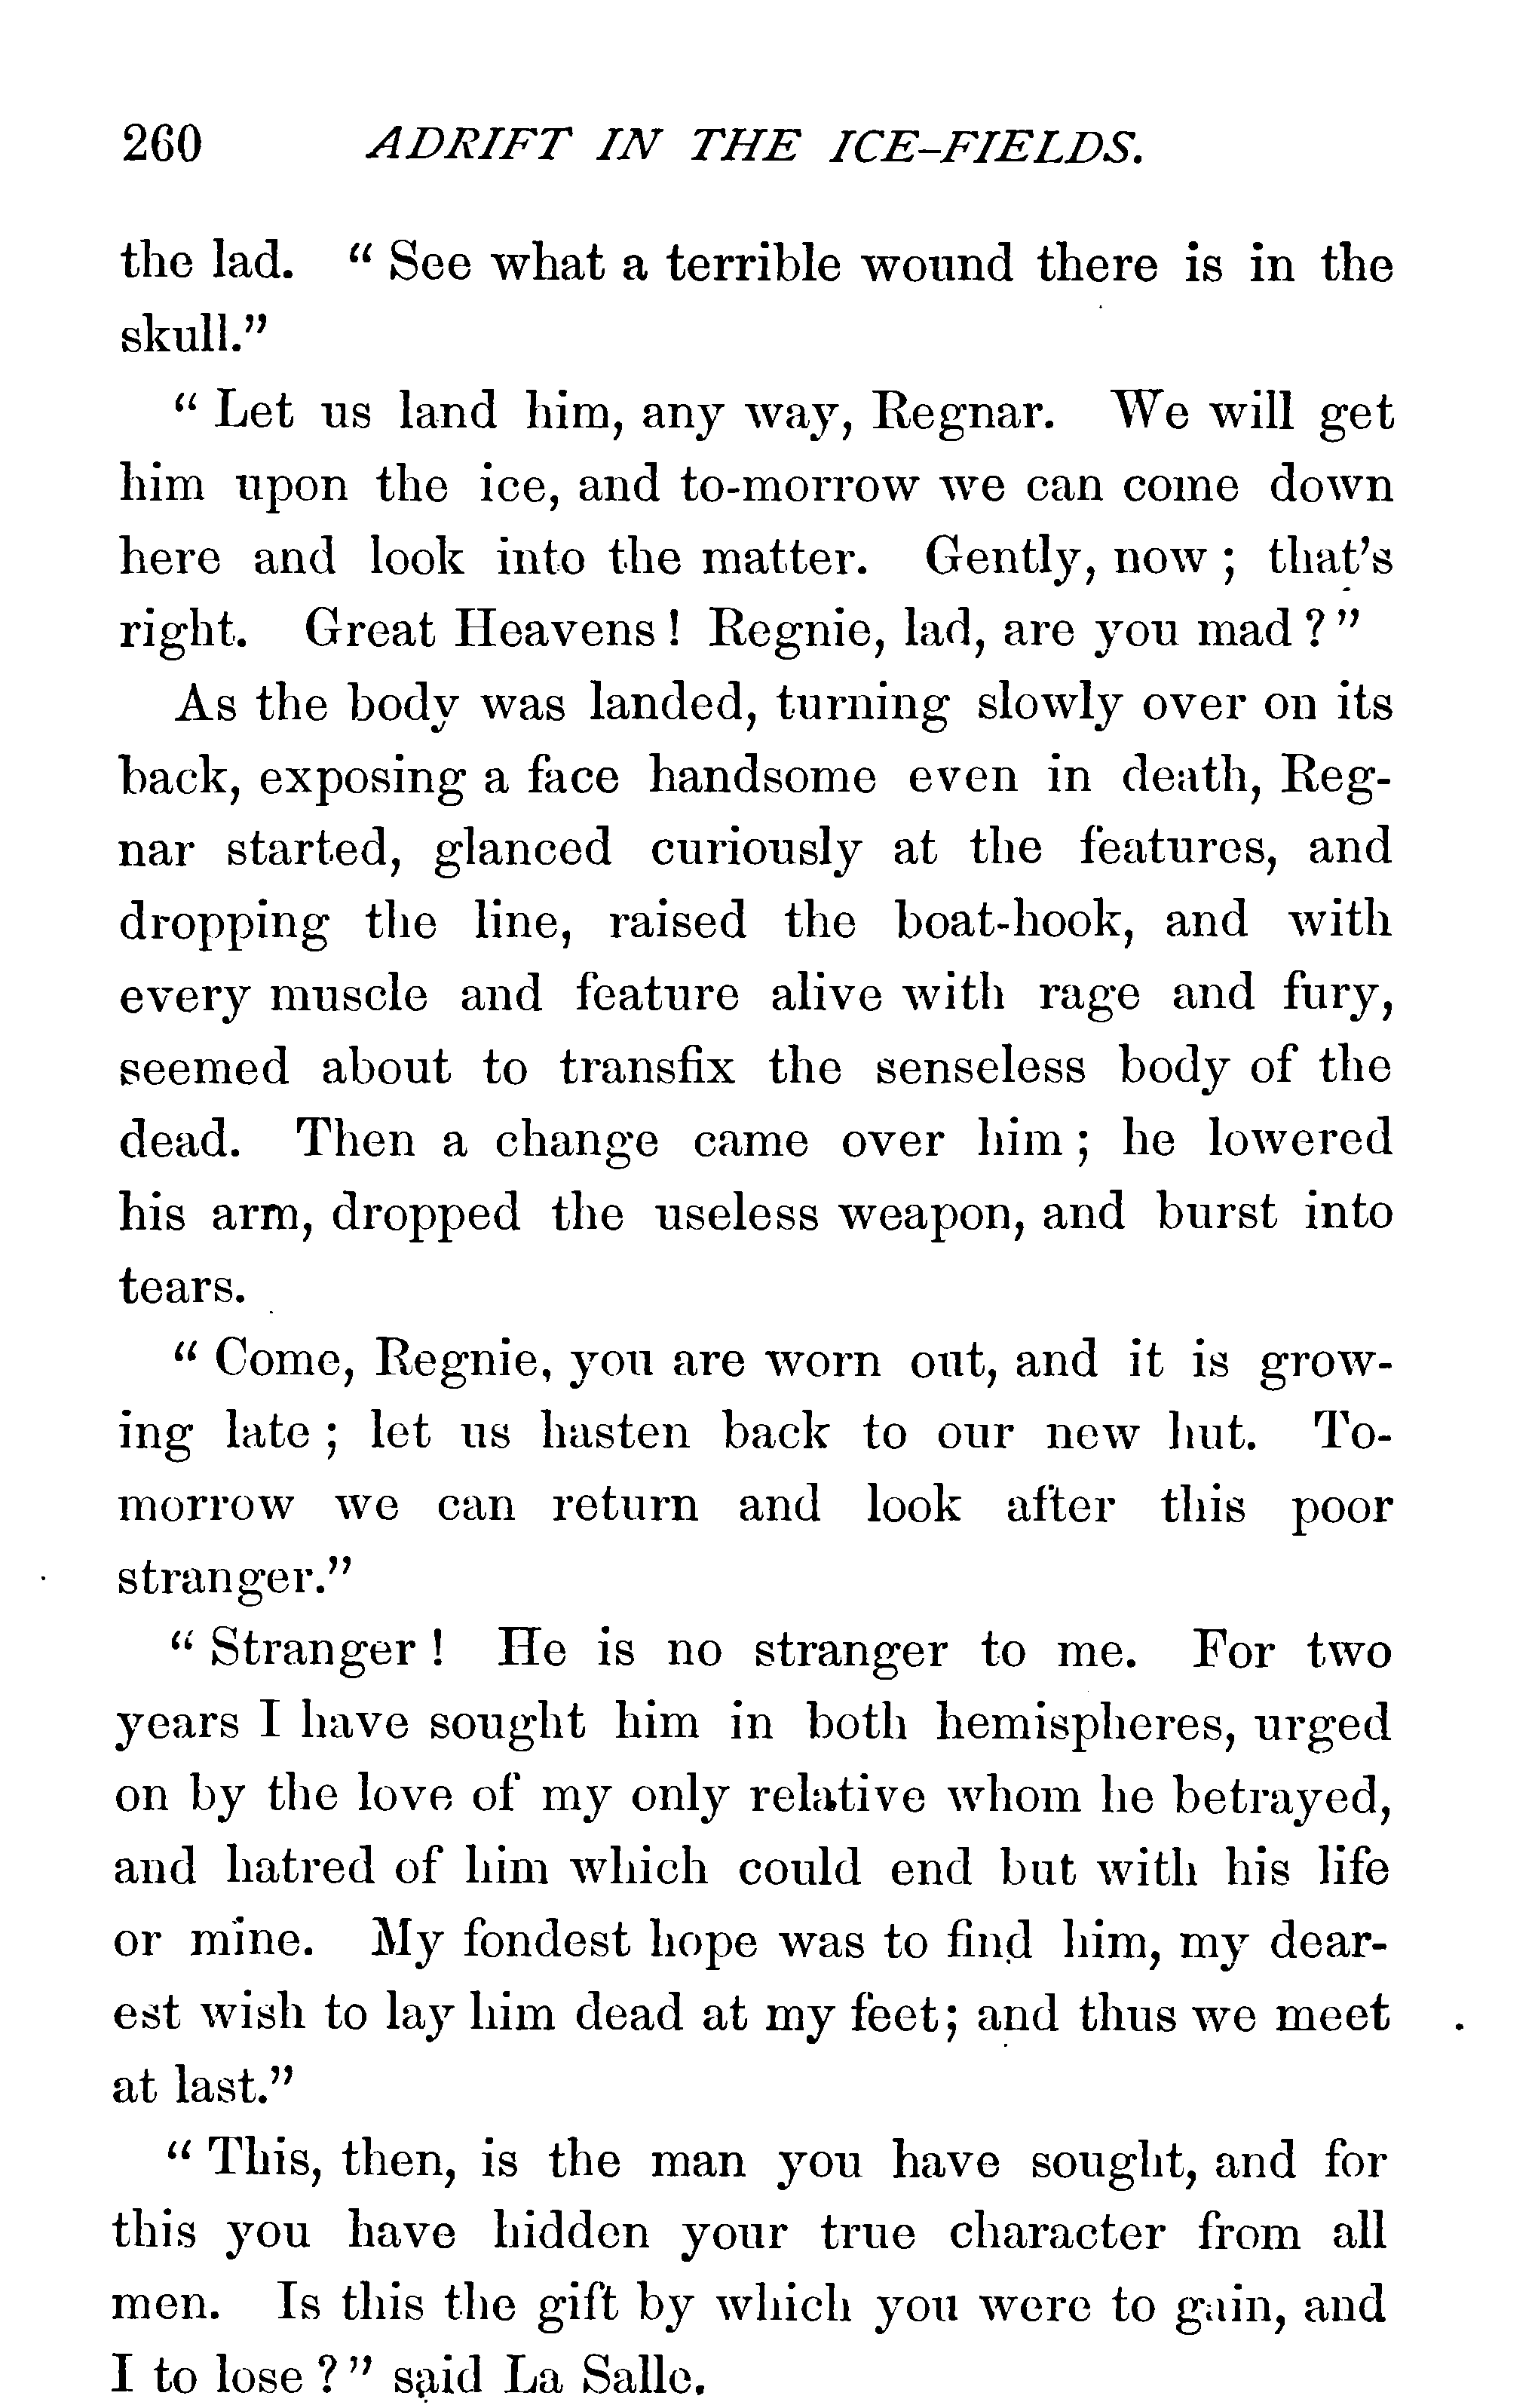 260 ADRIFT IN THE ICE-FIELDS.
the lad. “ See what a terrible wound there is in the
skull.”
“ Let us land him, any way, Regnar. We will get
him upon the ice, and to-morrow we can come down
here and look into the matter. Gently, now ; that’s
right. Great Heavens ! Regnie, lad, are you mad ? ”
As the body was landed, turning slowly over on its
back, exposing a face handsome even in death, Reg-
nar started, glanced curiously at the features, and
dropping the line, raised the boat-hook, and with
every muscle and feature alive with rage and fury,
seemed about to transfix the senseless body of the
dead. Then a change came over him ; he lowered
his arm, dropped the useless weapon, and burst into
tears.
“ Come, Regnie, you are worn out, and it is grow-
ing late ; let us hasten back to our new hut. To-
morrow we can return and look after this poor
stranger.”
“ Stranger ! He is no stranger to me. For two
years I have sought him in both hemispheres, urged
on by the love of my only relative whom he betrayed,
and hatred of him which could end but with his life
or mine. My fondest hope was to find him, my dear-
est wish to lay him dead at my feet; and thus we meet
at last.”
“ This, then, is the man you have sought, and for
this you have hidden your true character from all
men. Is this the gift by which you were to gain, and
I to lose ? ” said La Salle.